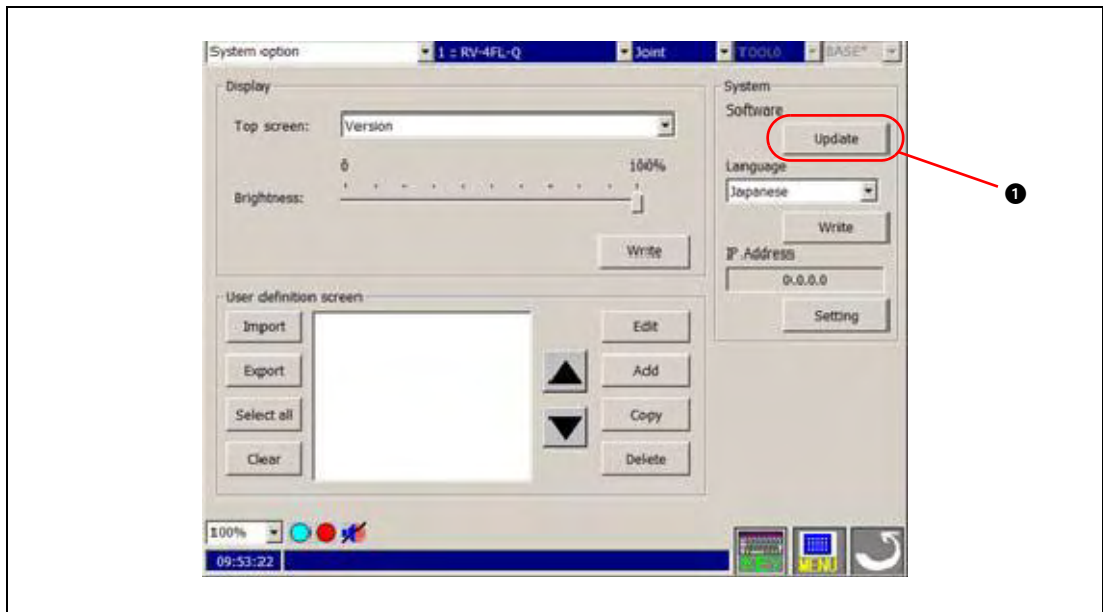 System option 1 : RV-4FL-Q Joint TOOL0 BASE*
Display
Top screen: Version
0 100%
Brightness:
Write
System
Software
Update
Language
Japanese
Write
IP Address
0.0.0.0
Setting
User definition screen
Import
Export
Select all
Clear
Edit
Add
Copy
Delete
100%
09:53:22
MENU
❶